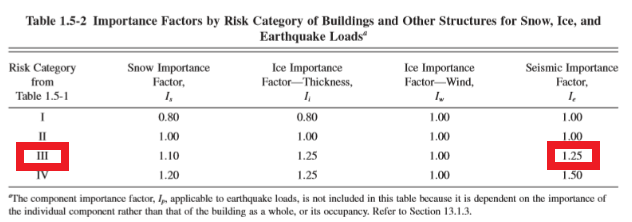 Table 1.5-2 Importance Factors by Risk Category of Buildings and Other Structures for Snow, Ice, and
Earthquake Loadsᵃ
Risk Category from Table 1.5-1 Snow Importance Factor, Iₛ Ice Importance Factor—Thickness, Iᵢ Ice Importance Factor—Wind, I_w Seismic Importance Factor, Iₑ
I 0.80 0.80 1.00 1.00
II 1.00 1.00 1.00 1.00
III 1.10 1.25 1.00 1.25
IV 1.20 1.25 1.00 1.50
ᵃThe component importance factor, Iₚ, applicable to earthquake loads, is not included in this table because it is dependent on the importance of
the individual component rather than that of the building as a whole, or its occupancy. Refer to Section 13.1.3.